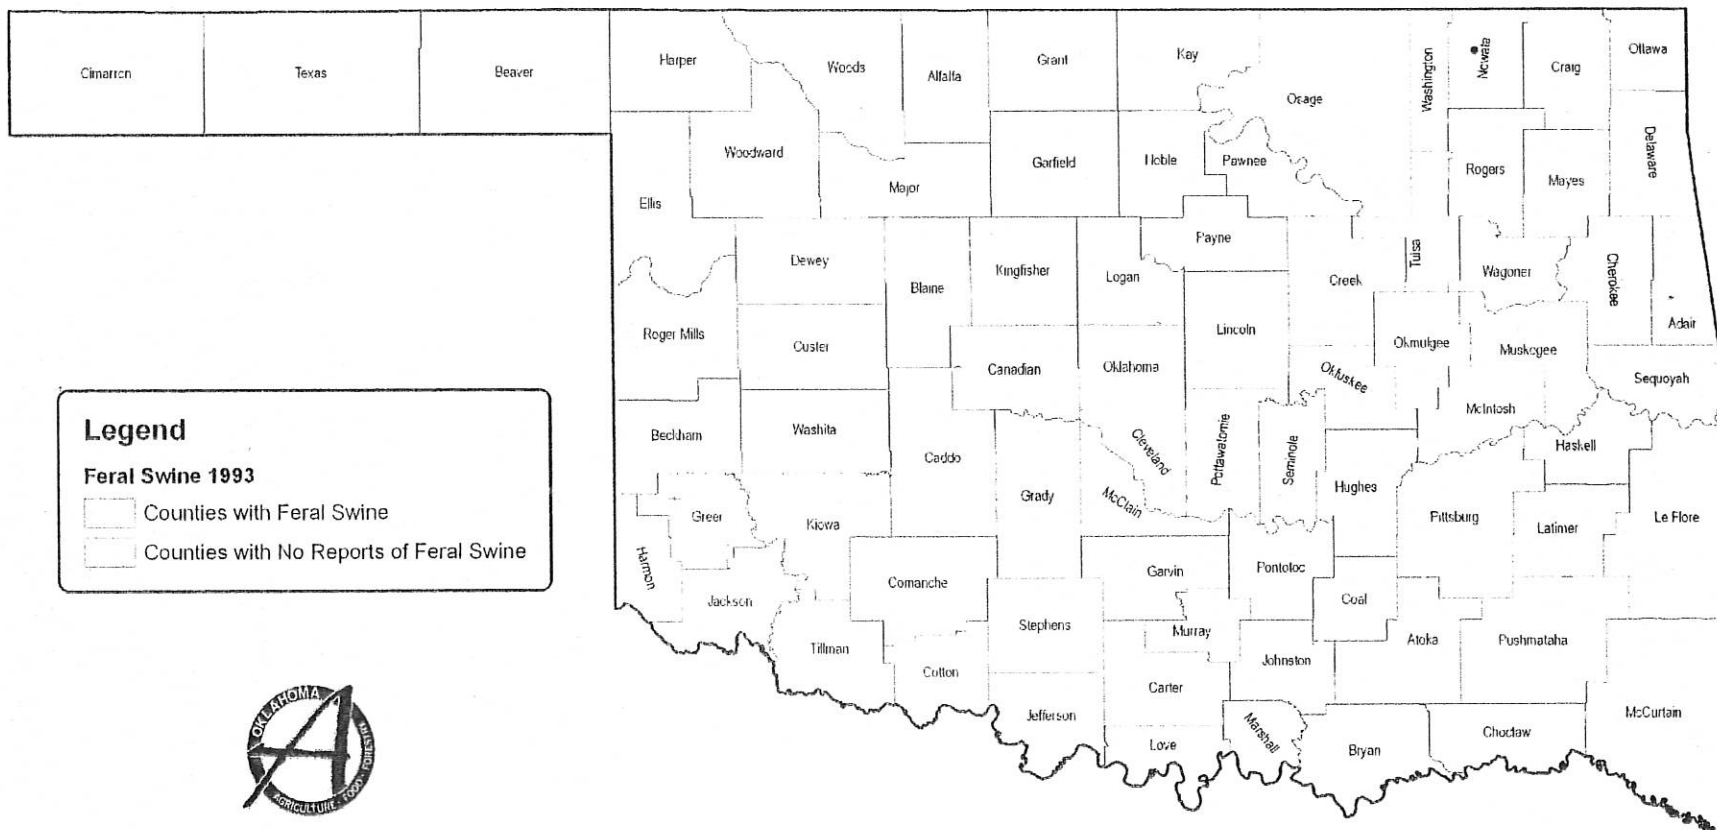 Cimarron
Texas
Beaver
Harper
Woods
Alfalfa
Grant
Kay
Osage
Washington
Nowata
Craig
Ottawa
Ellis
Woodward
Major
Garfield
Noble
Pawnee
Rogers
Mayes
Delaware
Dewey
Blaine
Kingfisher
Logan
Payne
Creek
Tulsa
Wagoner
Cherokee
Adair
Roger Mills
Custer
Canadian
Oklahoma
Lincoln
Okfuskee
Okmulgee
Muskogee
Sequoyah
Beckham
Washita
Caddo
Grady
Cleveland
McClain
Pottawatomie
Seminole
Hughes
McIntosh
Haskell
Pittsburg
Latimer
Le Flore
Harmon
Greer
Kiowa
Jackson
Comanche
Garvin
Pontotoc
Coal
Tillman
Cotton
Stephens
Murray
Johnston
Atoka
Pushmataha
Jefferson
Carter
Love
Marshall
Bryan
Choctaw
McCurtain
Legend
Feral Swine 1993
Counties with Feral Swine
Counties with No Reports of Feral Swine
OKLAHOMA
AGRICULTURE · FOOD · FORESTRY